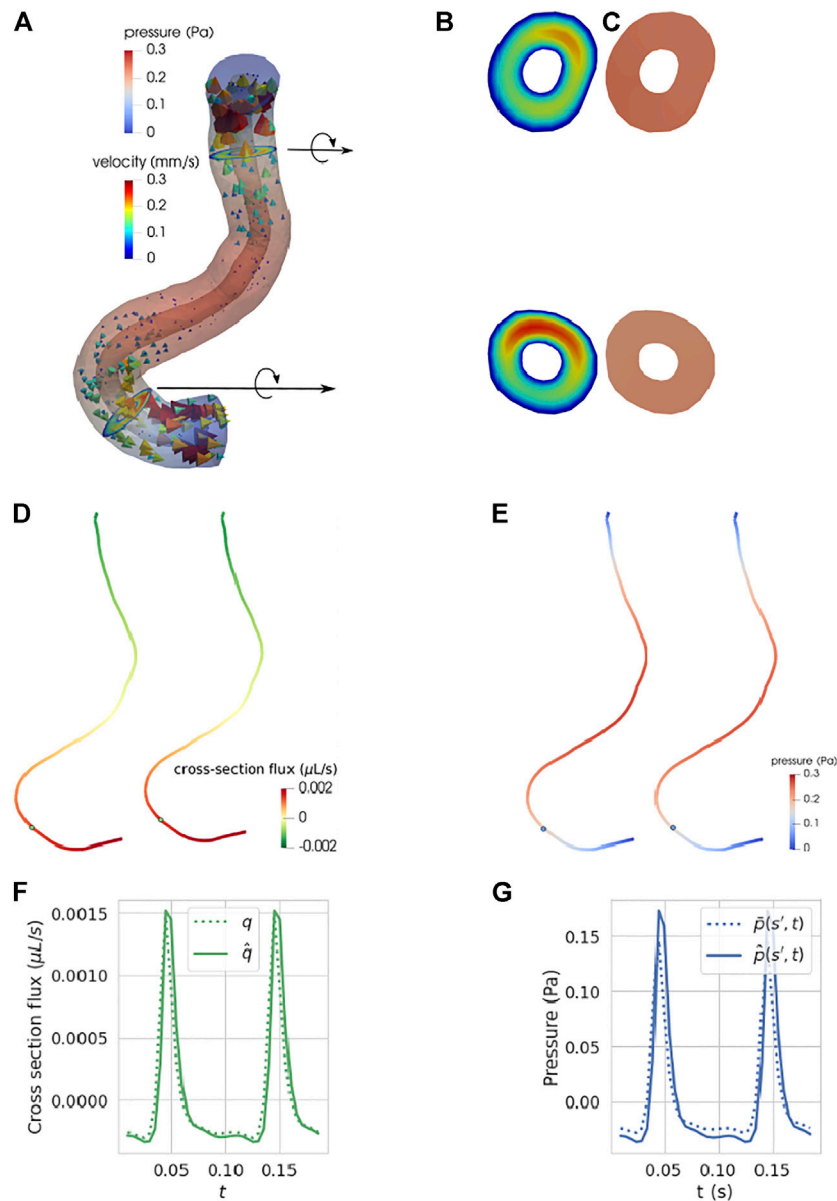 A
pressure (Pa)
0.3
0.2
0.1
0
velocity (mm/s)
0.3
0.2
0.1
0
B
C
D
cross-section flux (μL/s)
0.002
0
-0.002
E
pressure (Pa)
0.3
0.2
0.1
0
F
Cross section flux (μL/s)
0.0015
0.0010
0.0005
0.0000
q
q̂
0.05
0.10
0.15
t
G
Pressure (Pa)
0.15
0.10
0.05
0.00
p̄(s′, t)
p̂(s′, t)
0.05
0.10
0.15
t (s)